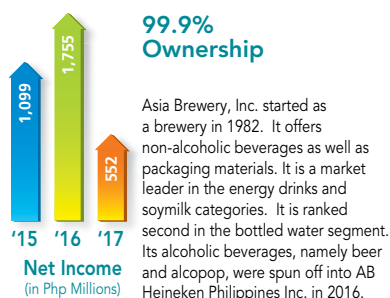 1,099
1,755
552
'15 '16 '17
Net Income
(in Php Millions)
99.9%
Ownership
Asia Brewery, Inc. started as
a brewery in 1982. It offers
non-alcoholic beverages as well as
packaging materials. It is a market
leader in the energy drinks and
soymilk categories. It is ranked
second in the bottled water segment.
Its alcoholic beverages, namely beer
and alcopop, were spun off into AB
Heineken Philippines Inc. in 2016.